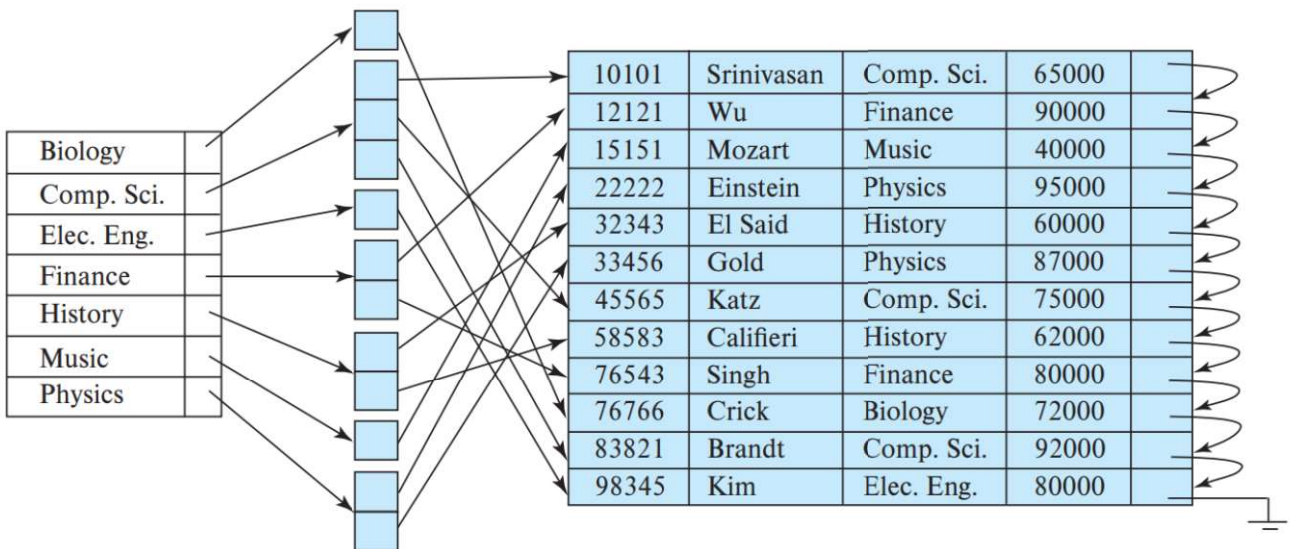 Biology
Comp. Sci.
Elec. Eng.
Finance
History
Music
Physics
10101 Srinivasan Comp. Sci. 65000
12121 Wu Finance 90000
15151 Mozart Music 40000
22222 Einstein Physics 95000
32343 El Said History 60000
33456 Gold Physics 87000
45565 Katz Comp. Sci. 75000
58583 Califieri History 62000
76543 Singh Finance 80000
76766 Crick Biology 72000
83821 Brandt Comp. Sci. 92000
98345 Kim Elec. Eng. 80000